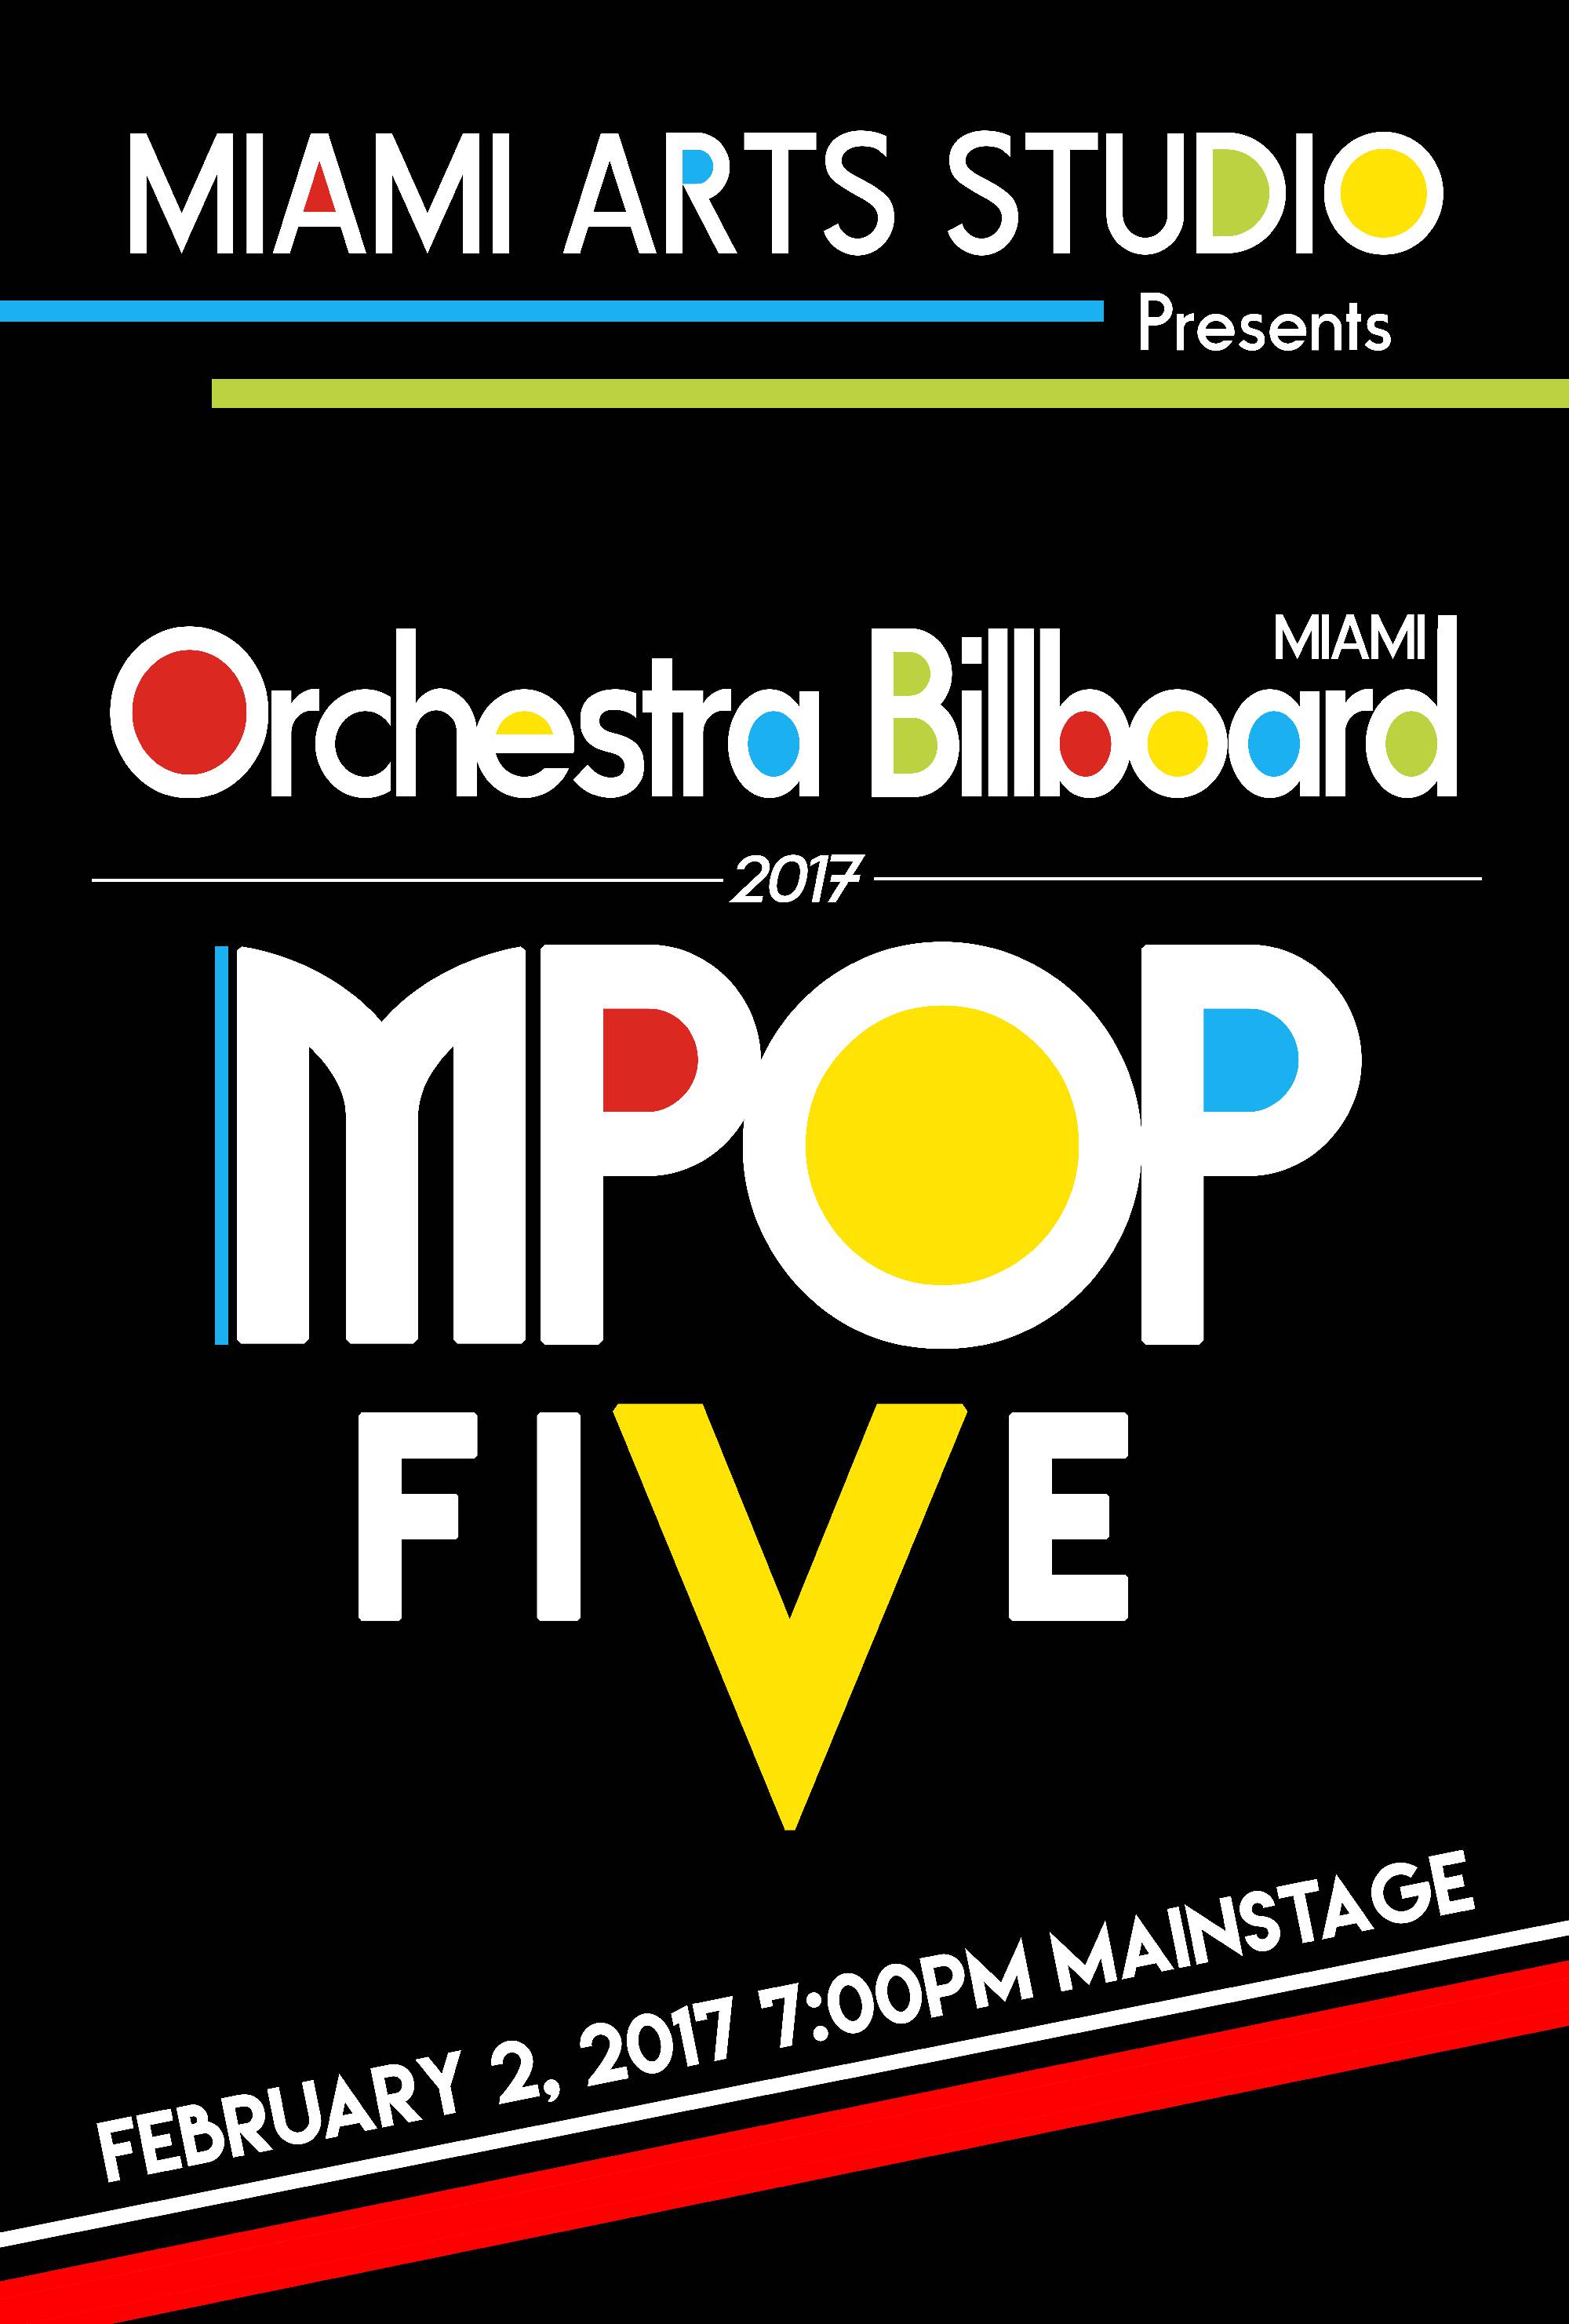 MIAMI ARTS STUDIO
Presents
MIAMI
Orchestra Billboard
2017
MPOP
FIVE
FEBRUARY 2, 2017 7:00PM MAINSTAGE